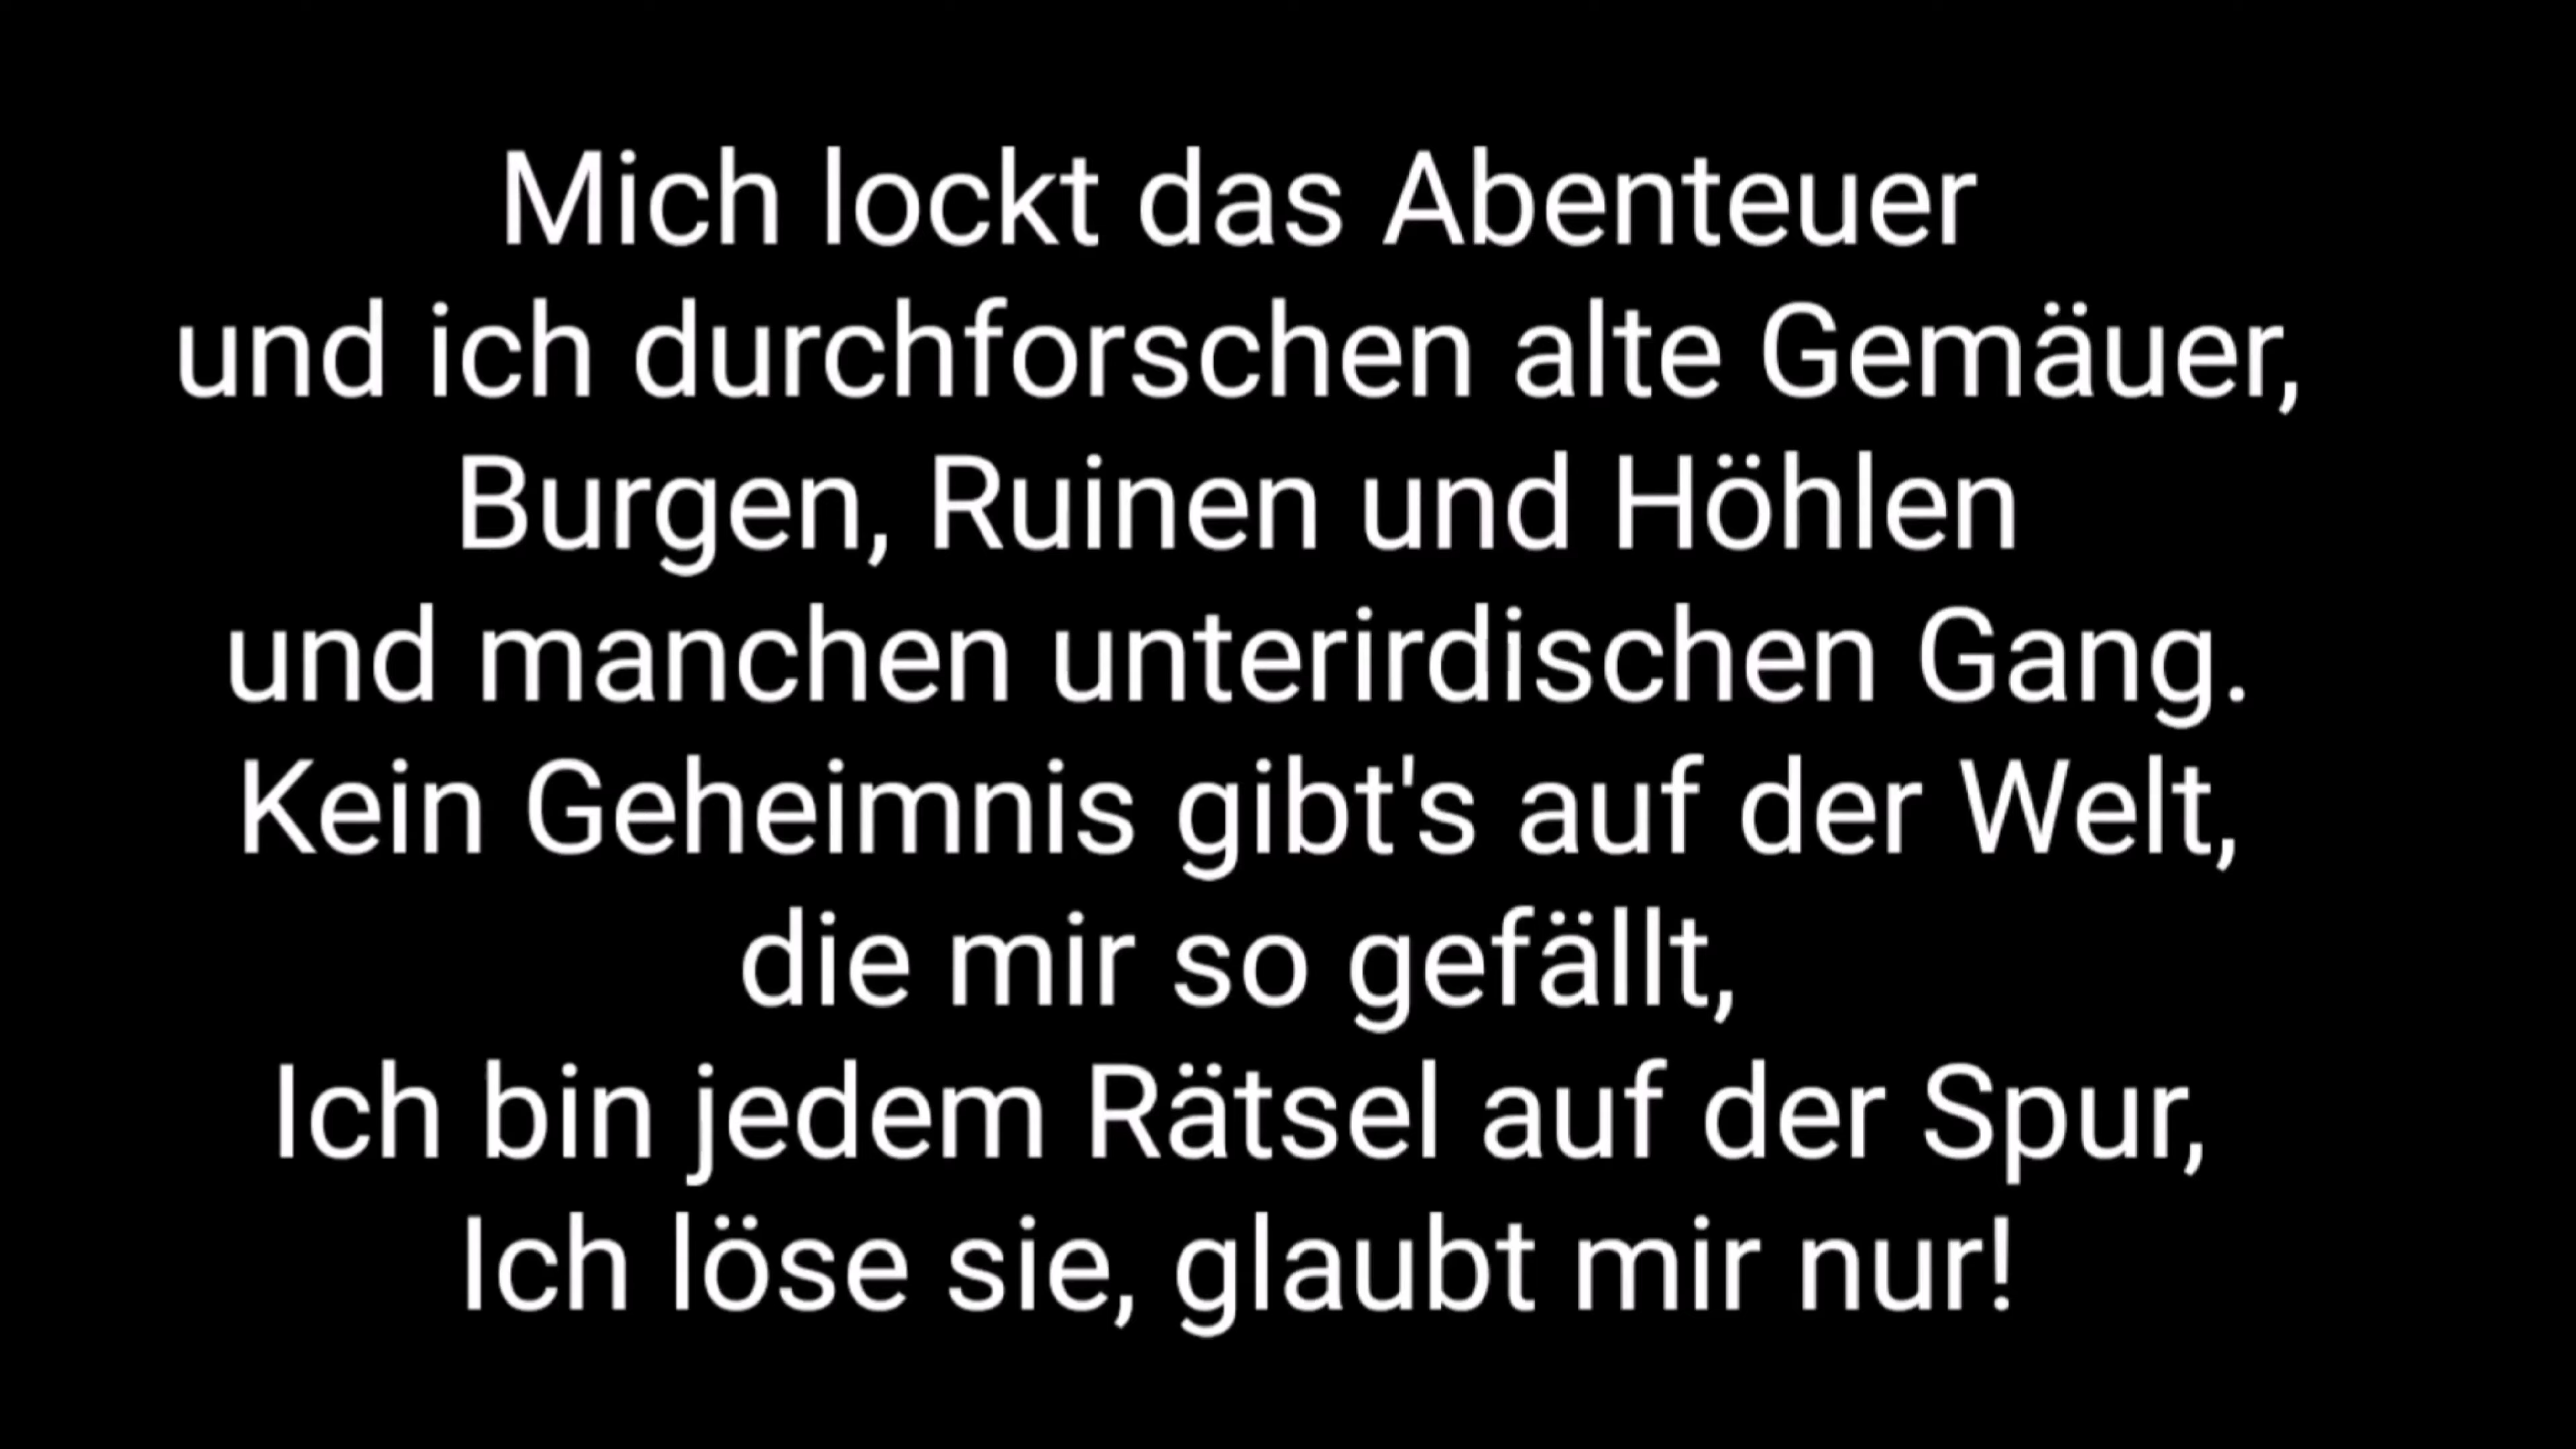 Mich lockt das Abenteuer
und ich durchforschen alte Gemäuer,
Burgen, Ruinen und Höhlen
und manchen unterirdischen Gang.
Kein Geheimnis gibt's auf der Welt,
die mir so gefällt,
Ich bin jedem Rätsel auf der Spur,
Ich löse sie, glaubt mir nur!